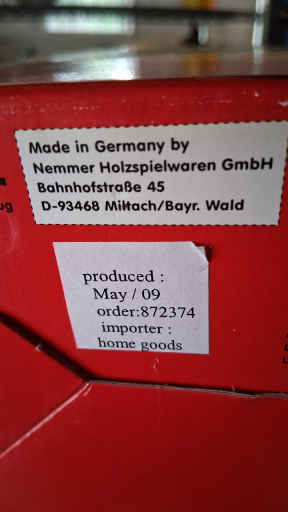 Made in Germany by
Nemmer Holzspielwaren GmbH
Bahnhofstraße 45
D-93468 Miltach/Bayr. Wald
produced :
May / 09
order:872374
importer :
home goods